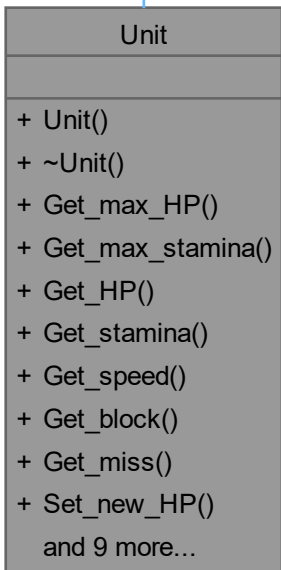 Unit
+ Unit()
+ ~Unit()
+ Get_max_HP()
+ Get_max_stamina()
+ Get_HP()
+ Get_stamina()
+ Get_speed()
+ Get_block()
+ Get_miss()
+ Set_new_HP()
and 9 more...